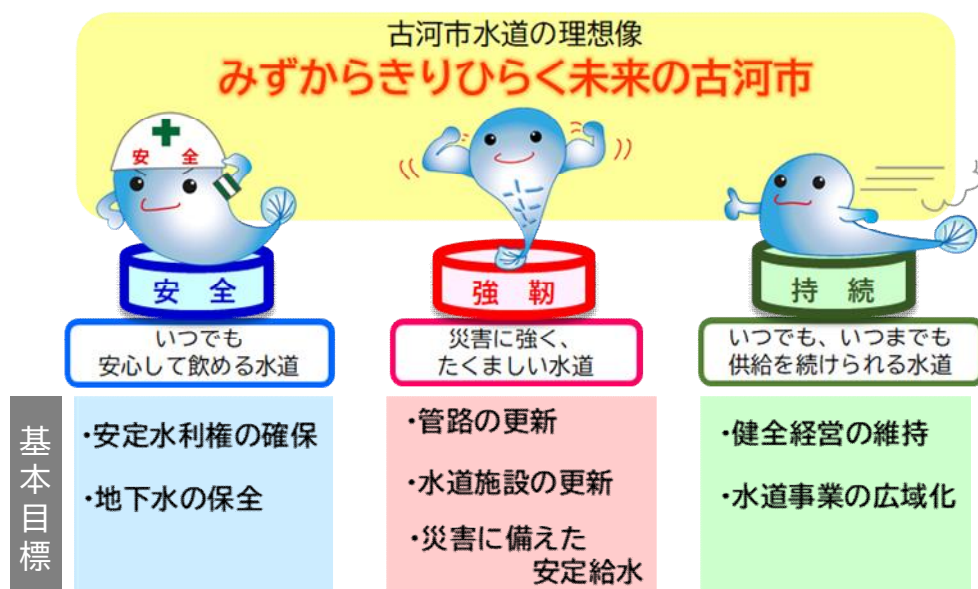 古河市水道の理想像
みずからきりひらく未来の古河市
安 全
安 全
いつでも
安心して飲める水道
強 靭
災害に強く、
たくましい水道
持 続
いつでも、いつまでも
供給を続けられる水道
基本目標
・安定水利権の確保
・地下水の保全
・管路の更新
・水道施設の更新
・災害に備えた
安定給水
・健全経営の維持
・水道事業の広域化